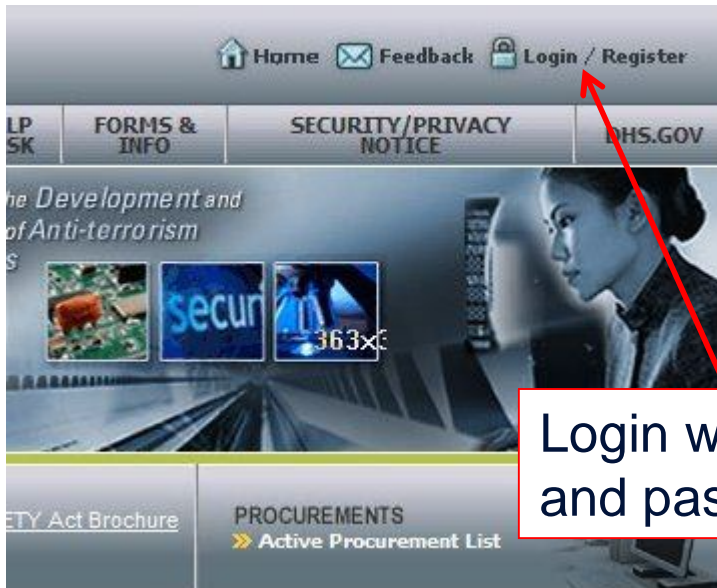 Home Feedback Login / Register
LP
SK
FORMS &
INFO
SECURITY/PRIVACY
NOTICE
DHS.GOV
he Development and
of Anti-terrorism
s
secur
363x3
Login w
and pas
ETY Act Brochure
PROCUREMENTS
» Active Procurement List